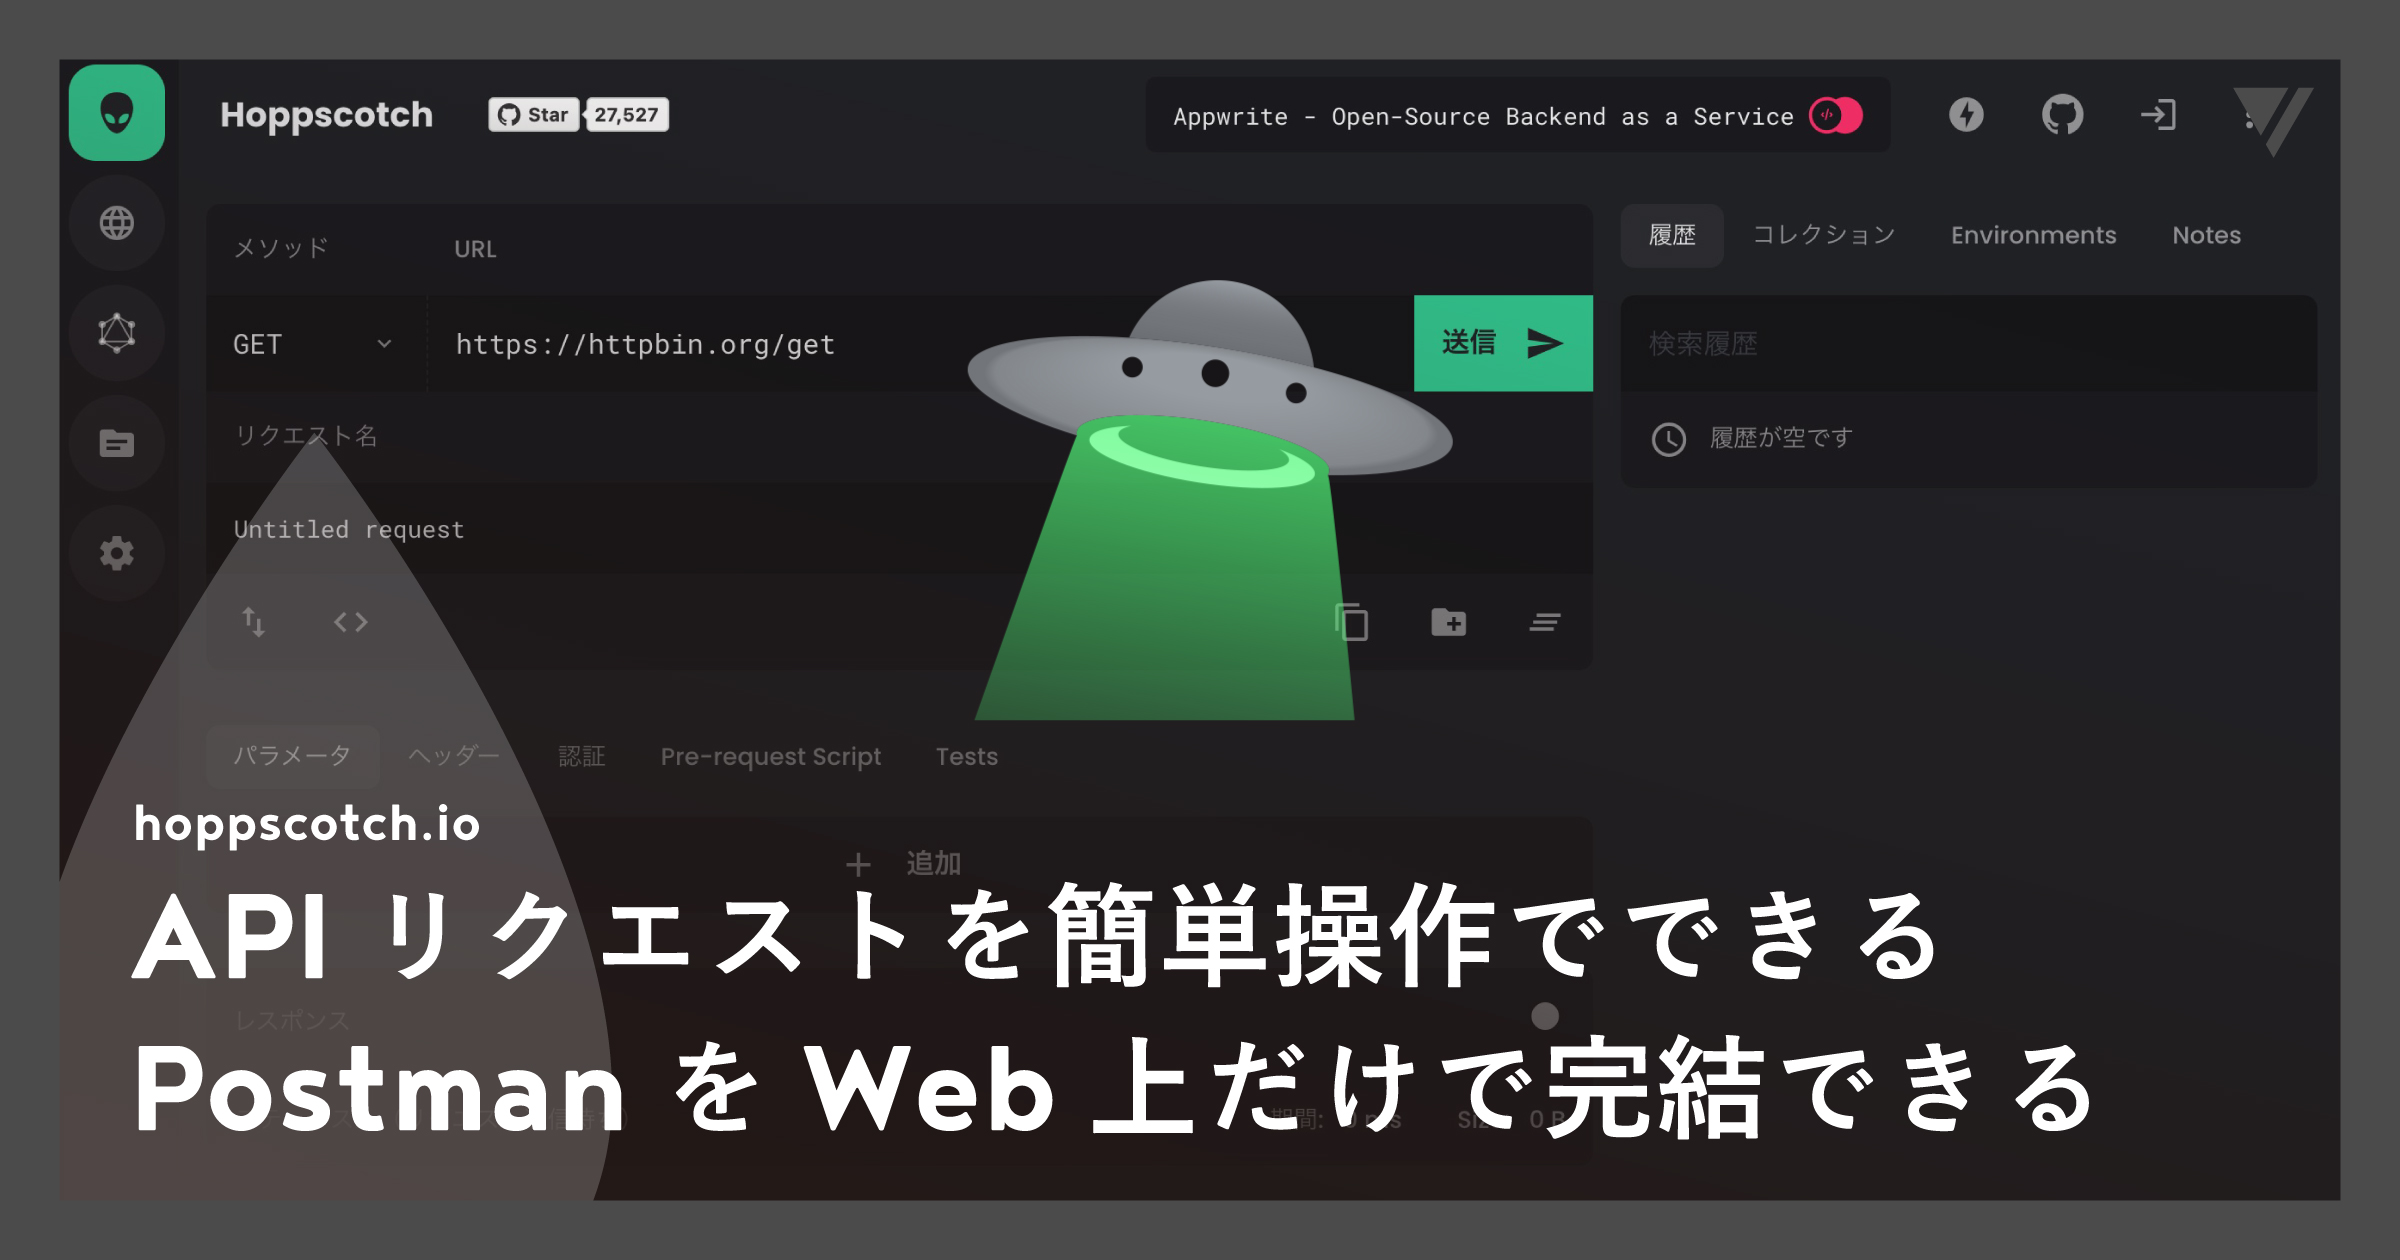 Hoppscotch
Star 27,527
Appwrite - Open-Source Backend as a Service
メソッド URL
履歴 コレクション Environments Notes
GET https://httpbin.org/get
送信
検索履歴
リクエスト名
履歴が空です
Untitled request
パラメータ ヘッダー 認証 Pre-request Script Tests
hoppscotch.io
追加
API リクエストを簡単操作でできる
レスポンス
Postman を Web 上だけで完結できる
期間:
0 B